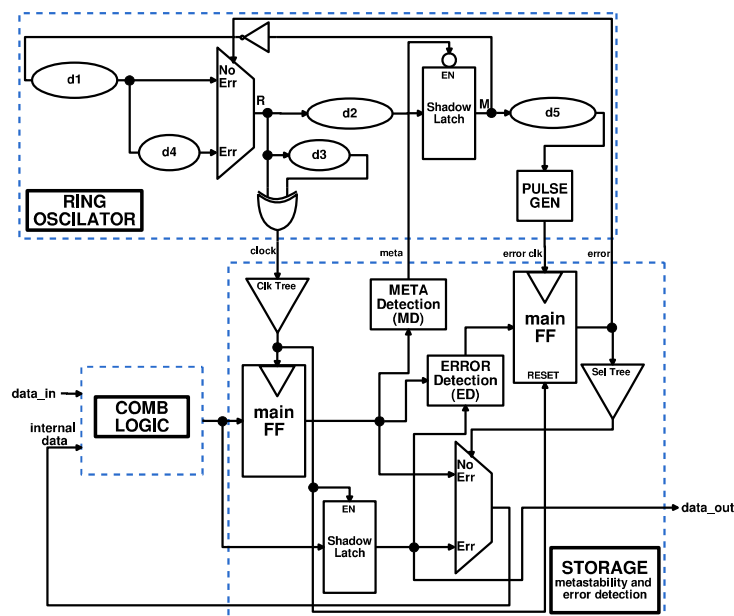 No
Err
d1
R
d2
EN
Shadow
Latch
M
d5
d4
Err
d3
PULSE
GEN
RING
OSCILATOR
clock
meta
error clk
error
Clk Tree
META
Detection
(MD)
main
FF
RESET
ERROR
Detection
(ED)
Sel Tree
data_in
internal
data
COMB
LOGIC
main
FF
No
Err
EN
Shadow
Latch
Err
data_out
STORAGE
metastability and
error detection